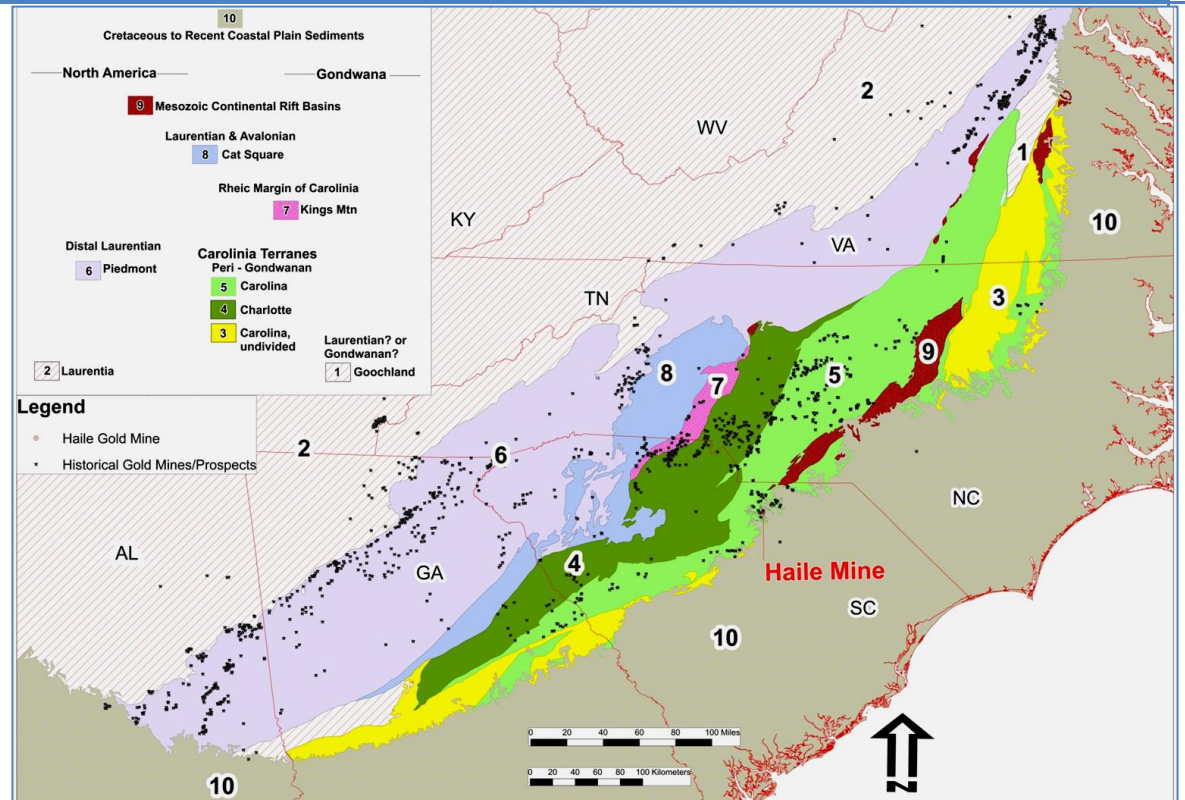 10
Cretaceous to Recent Coastal Plain Sediments
North America
Gondwana
9 Mesozoic Continental Rift Basins
Laurentian & Avalonian
8 Cat Square
Rheic Margin of Carolinia
7 Kings Mtn
Distal Laurentian
6 Piedmont
Carolinia Terranes
Peri - Gondwanan
5 Carolina
4 Charlotte
3 Carolina,
undivided
Laurentian? or
Gondwanan?
2 Laurentia
1 Goochland
Legend
Haile Gold Mine
Historical Gold Mines/Prospects
2
WV
1
KY
10
VA
TN
3
9
8
7
5
2
6
NC
AL
4
GA
Haile Mine
SC
10
0 20 40 60 80 100 Miles
0 20 40 60 80 100 Kilometers
N
10